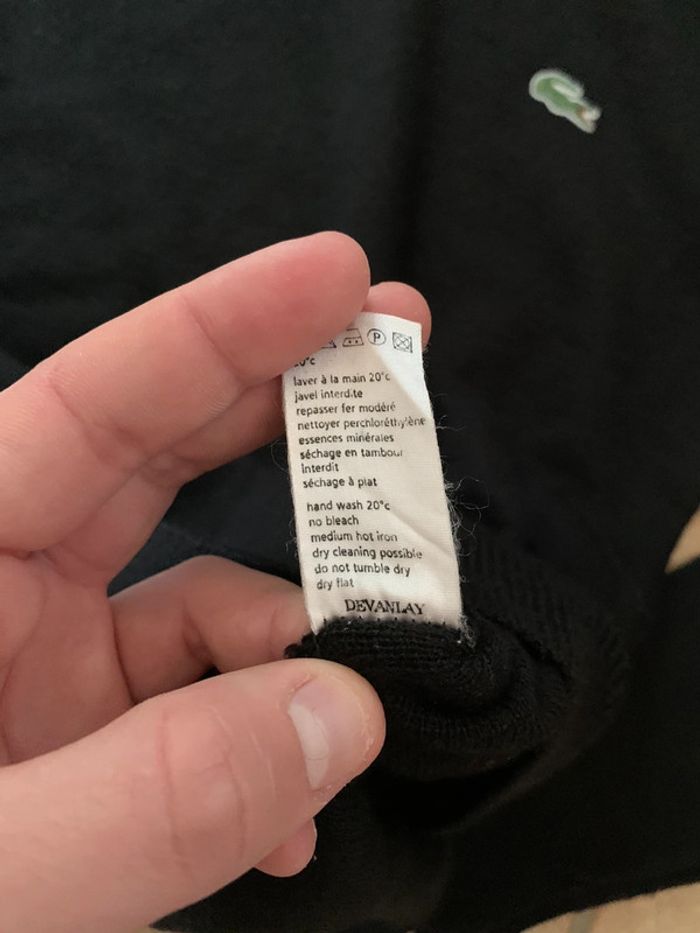 P
laver à la main 20°c
javel interdite
repasser fer modéré
nettoyer perchloréthylène
essences minérales
séchage en tambour
interdit
séchage à plat
hand wash 20°c
no bleach
medium hot iron
dry cleaning possible
do not tumble dry
dry flat
DEVANLAY